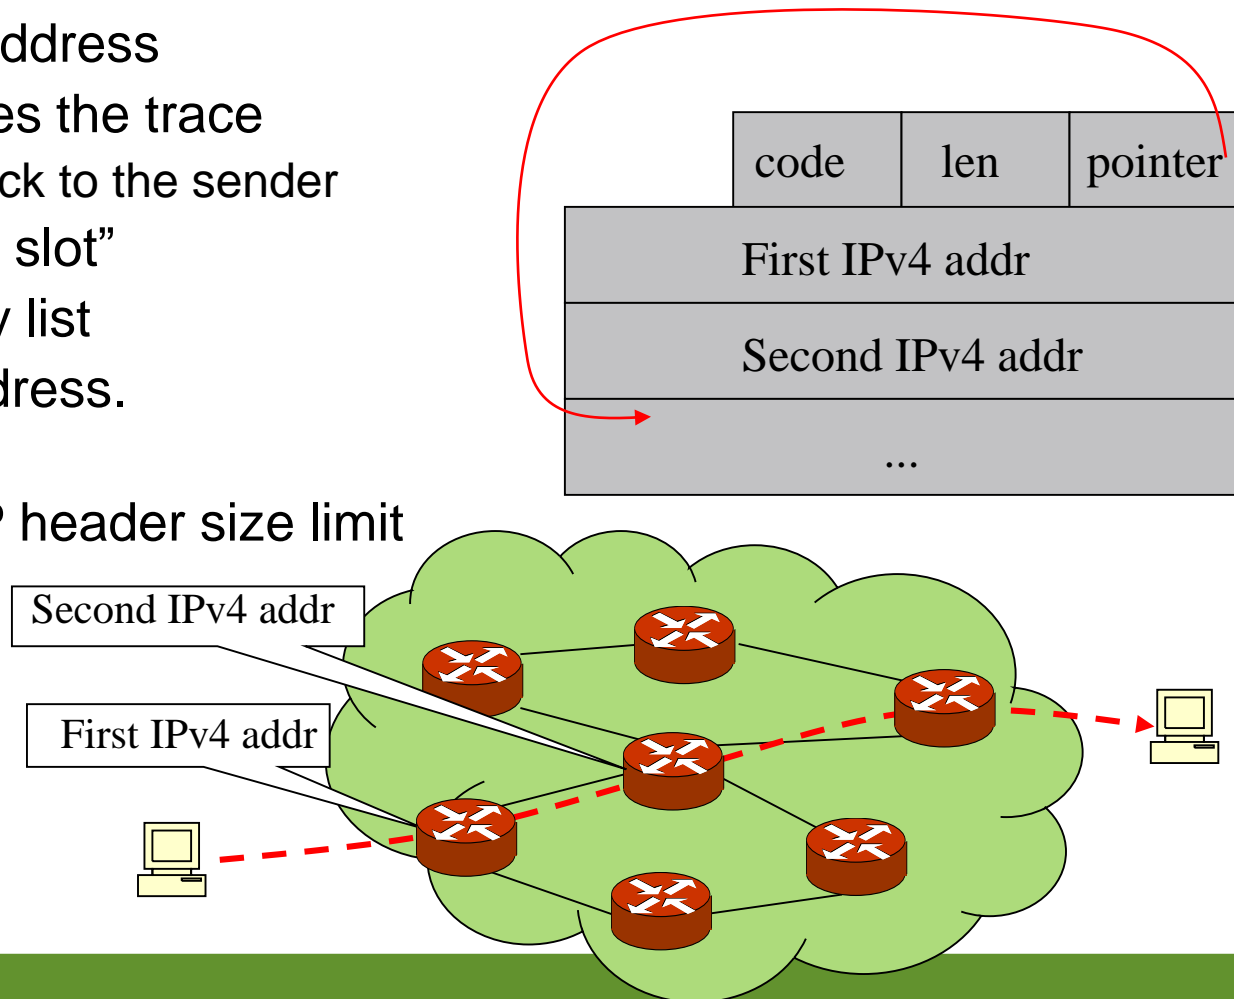 ddress
es the trace
ck to the sender
slot”
list
dress.
header size limit
code len pointer
First IPv4 addr
Second IPv4 addr
...
Second IPv4 addr
First IPv4 addr